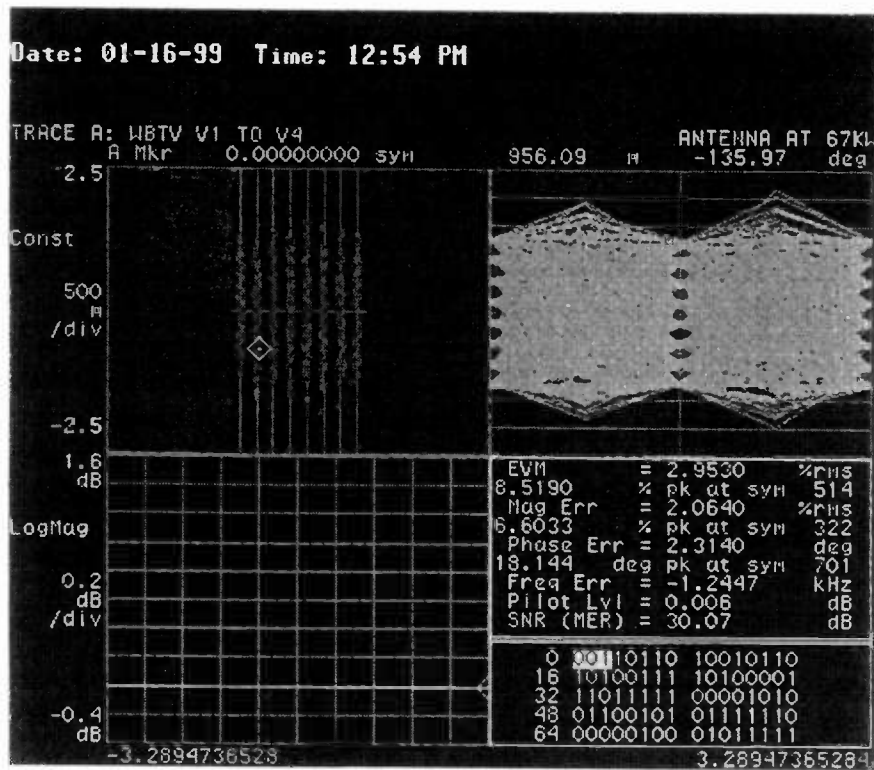 Date: 01-16-99 Time: 12:54 PM
TRACE A: WBTV V1 TO V4 ANTENNA AT 67KW
A Mkr 0.00000000 sym 956.09 m -135.97 deg
2.5
Const
500
m
/div
-2.5
1.6
dB
LogMag
0.2
dB
/div
-0.4
dB
-3.2894736528 3.2894736528
EVM = 2.9530 %rms
8.5190 % pk at sym 514
Mag Err = 2.0640 %rms
6.6033 % pk at sym 322
Phase Err = 2.3140 deg
18.144 deg pk at sym 701
Freq Err = -1.2447 kHz
Pilot Lvl = 0.006 dB
SNR (MER) = 30.07 dB
0 00110110 10010110
16 10100111 10100001
32 11011111 00001010
48 01100101 01111110
64 00000100 01011111